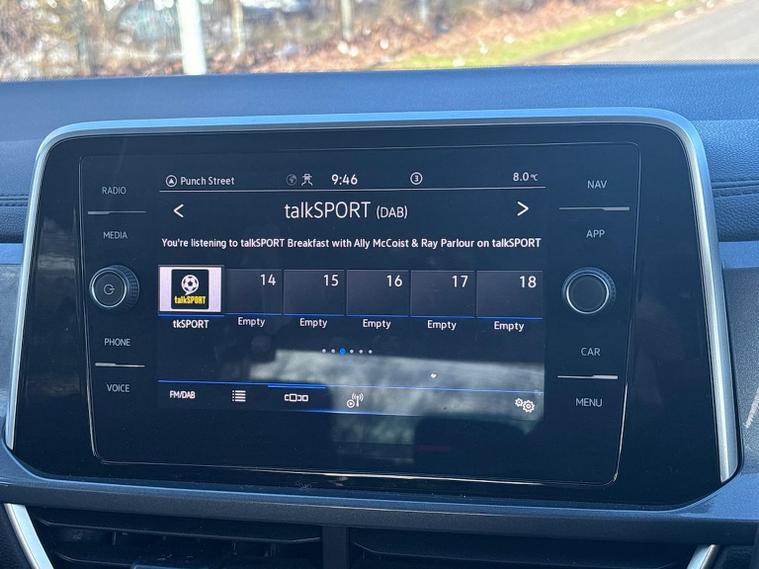 RADIO
MEDIA
PHONE
VOICE
Punch Street
9:46
3
8.0 °C
talkSPORT (DAB)
You're listening to talkSPORT Breakfast with Ally McCoist & Ray Parlour on talkSPORT
talkSPORT
14
15
16
17
18
tkSPORT
Empty
Empty
Empty
Empty
Empty
FM/DAB
NAV
APP
CAR
MENU